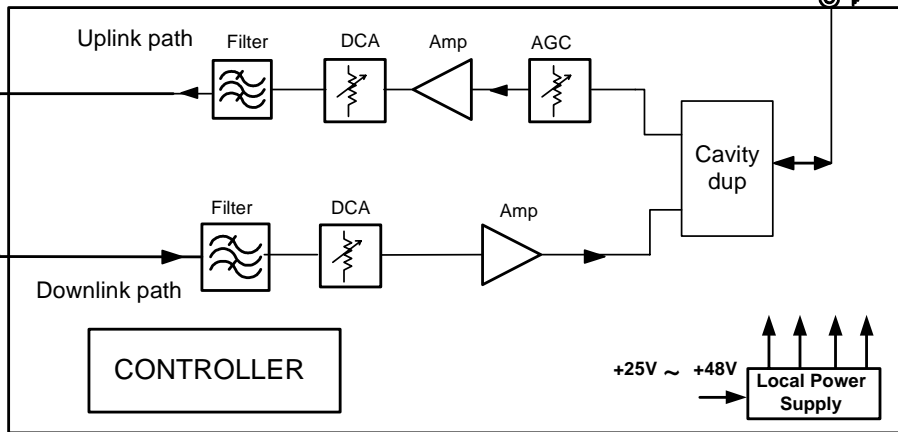 Uplink path
Filter
DCA
Amp
AGC
Cavity
dup
Filter
DCA
Amp
Downlink path
CONTROLLER
+25V ~ +48V
Local Power
Supply